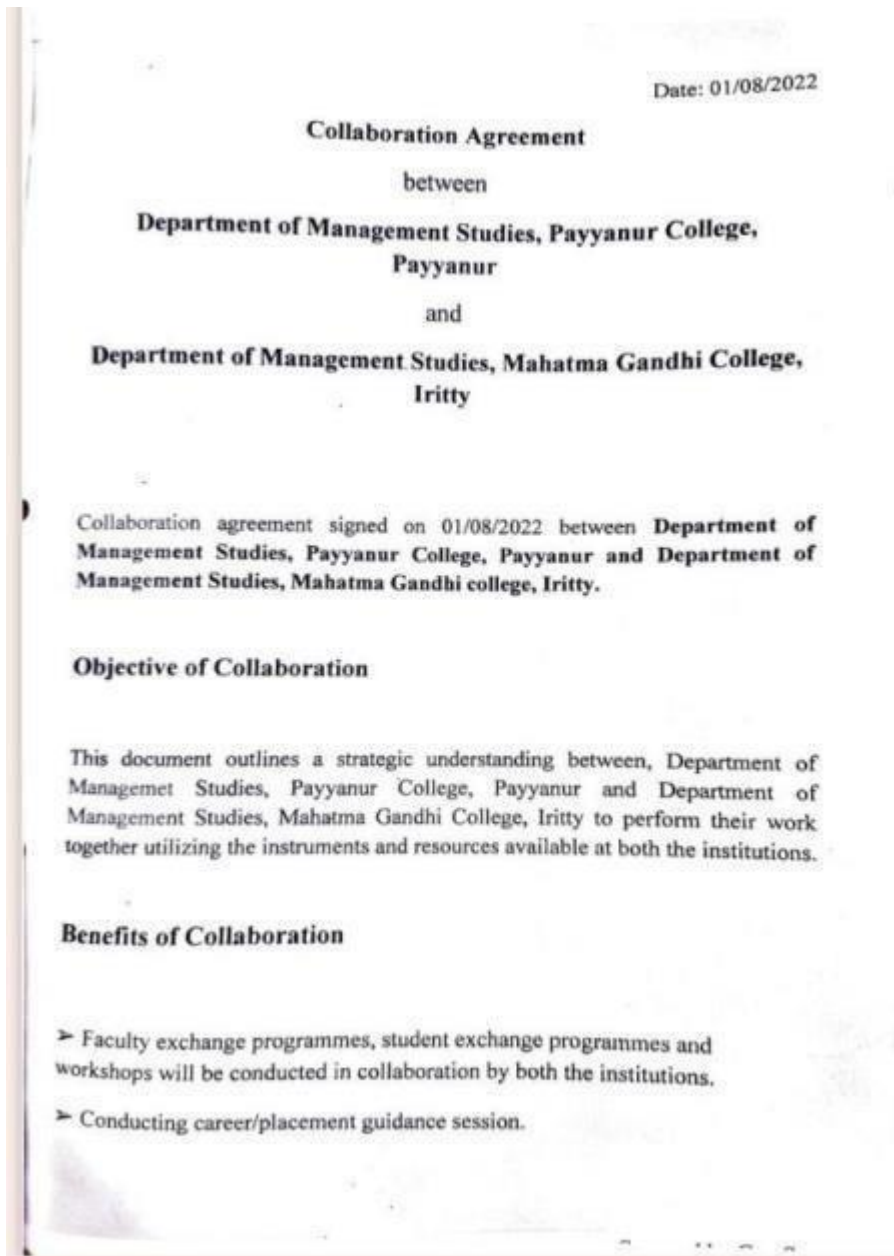 Date: 01/08/2022
Collaboration Agreement
between
Department of Management Studies, Payyanur College,
Payyanur
and
Department of Management Studies, Mahatma Gandhi College,
Iritty
Collaboration agreement signed on 01/08/2022 between Department of
Management Studies, Payyanur College, Payyanur and Department of
Management Studies, Mahatma Gandhi college, Iritty.
Objective of Collaboration
This document outlines a strategic understanding between, Department of
Managemet Studies, Payyanur College, Payyanur and Department of
Management Studies, Mahatma Gandhi College, Iritty to perform their work
together utilizing the instruments and resources available at both the institutions.
Benefits of Collaboration
➢ Faculty exchange programmes, student exchange programmes and
workshops will be conducted in collaboration by both the institutions.
➢ Conducting career/placement guidance session.